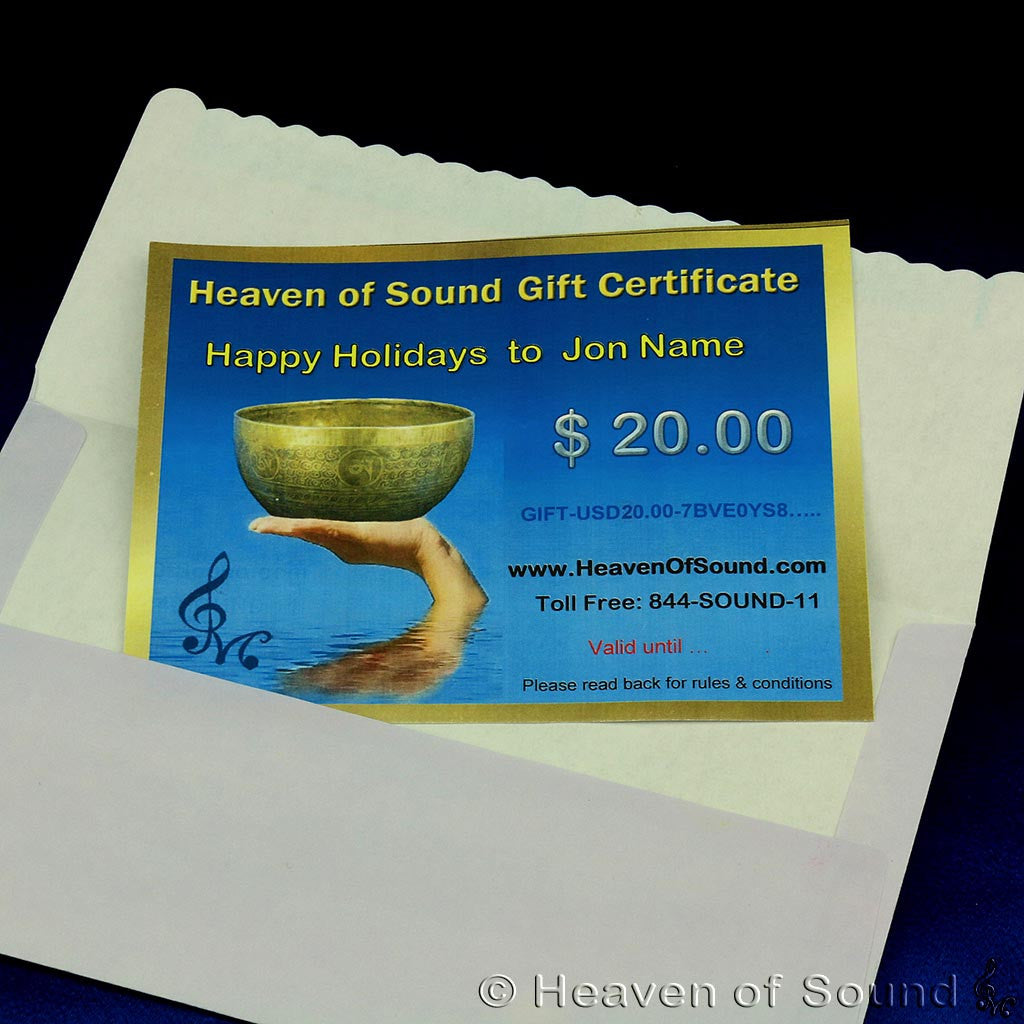 Heaven of Sound Gift Certificate
Happy Holidays to Jon Name
$ 20.00
GIFT-USD20.00-7BVE0YS8.....
www.HeavenOfSound.com
Toll Free: 844-SOUND-11
Valid until ...
Please read back for rules & conditions
© Heaven of Sound